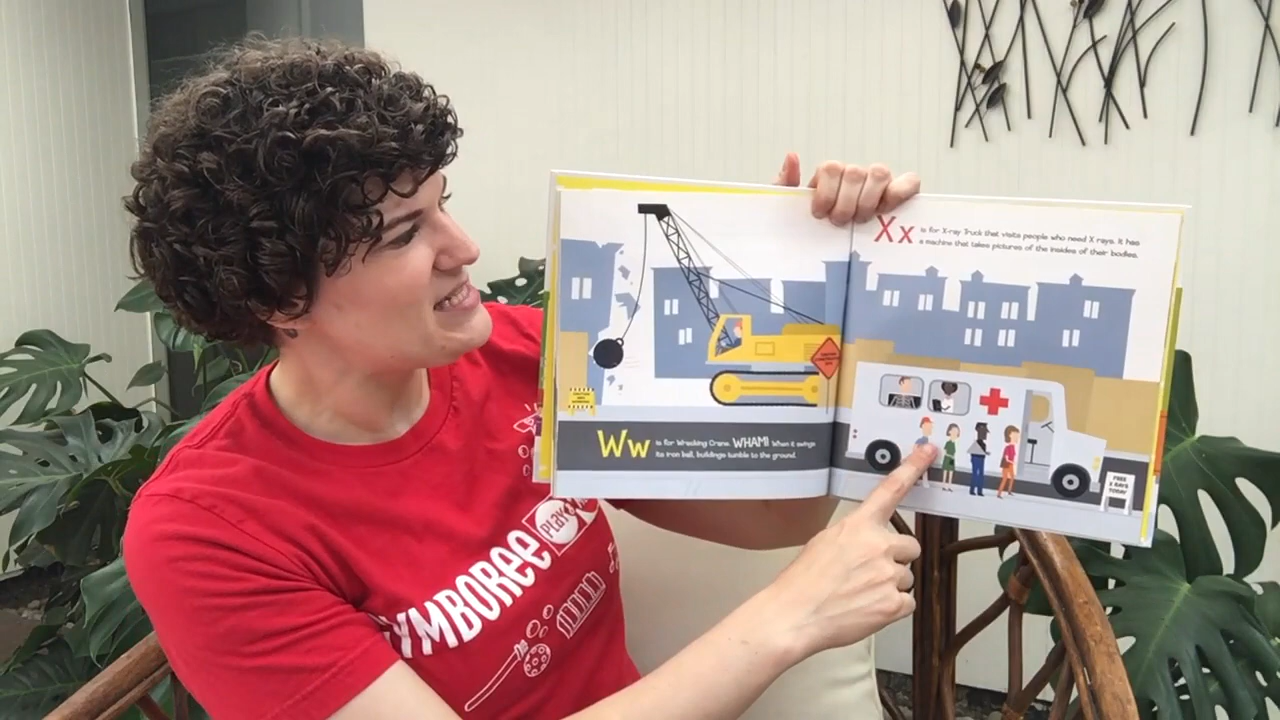 Xx is for X-ray Truck that visits people who need X rays. It has
a machine that takes pictures of the insides of their bodies.
Ww is for Wrecking Crane. WHAM! When it swings
its iron ball, buildings tumble to the ground.
FREE
X RAYS
TODAY
YMBOREE
PLAY